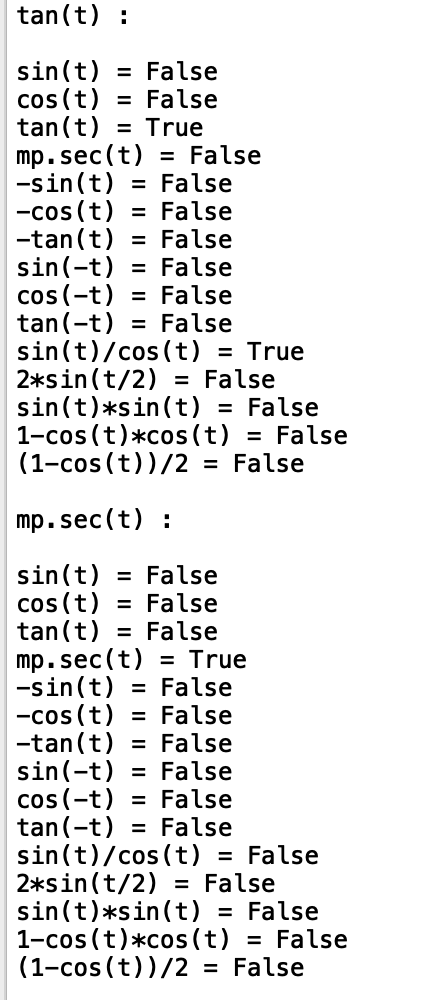 tan(t) :
sin(t) = False
cos(t) = False
tan(t) = True
mp.sec(t) = False
-sin(t) = False
-cos(t) = False
-tan(t) = False
sin(-t) = False
cos(-t) = False
tan(-t) = False
sin(t)/cos(t) = True
2*sin(t/2) = False
sin(t)*sin(t) = False
1-cos(t)*cos(t) = False
(1-cos(t))/2 = False
mp.sec(t) :
sin(t) = False
cos(t) = False
tan(t) = False
mp.sec(t) = True
-sin(t) = False
-cos(t) = False
-tan(t) = False
sin(-t) = False
cos(-t) = False
tan(-t) = False
sin(t)/cos(t) = False
2*sin(t/2) = False
sin(t)*sin(t) = False
1-cos(t)*cos(t) = False
(1-cos(t))/2 = False